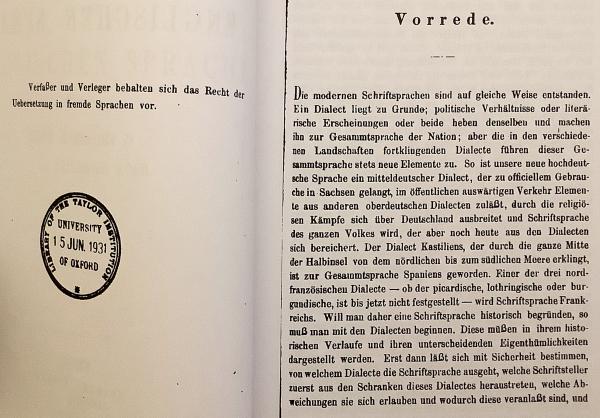 Verfaßer und Verleger behalten sich das Recht der
Uebersetzung in fremde Sprachen vor.
LIBRARY OF THE TAYLOR INSTITUTION
UNIVERSITY
15 JUN. 1931
OF OXFORD
Vorrede.
Die modernen Schriftsprachen sind auf gleiche Weise entstanden.
Ein Dialect liegt zu Grunde; politische Verhältnisse oder literä-
rische Erscheinungen oder beide heben denselben und machen
ihn zur Gesammtsprache der Nation; aber die in den verschiede-
nen Landschaften fortklingenden Dialecte führen dieser Ge-
sammtsprache stets neue Elemente zu. So ist unsere neue hochdeut-
sche Sprache ein mitteldeutscher Dialect, der zu officiellem Gebrau-
che in Sachsen gelangt, im öffentlichen auswärtigen Verkehr Elemen-
te aus anderen oberdeutschen Dialecten zuläßt, durch die religiö-
sen Kämpfe sich über Deutschland ausbreitet und Schriftsprache
des ganzen Volkes wird, der aber noch heute aus den Dialecten
sich bereichert. Der Dialect Kastiliens, der durch die ganze Mitte
der Halbinsel von dem nördlichen bis zum südlichen Meere erklingt,
ist zur Gesammtsprache Spaniens geworden. Einer der drei nord-
französischen Dialecte — ob der picardische, lothringische oder bur-
gundische, ist bis jetzt nicht festgestellt — wird Schriftsprache Frank-
reichs. Will man daher eine Schriftsprache historisch begründen, so
muß man mit den Dialecten beginnen. Diese müßen in ihrem histo-
rischen Verlaufe und ihren unterscheidenden Eigenthümlichkeiten
dargestellt werden. Erst dann läßt sich mit Sicherheit bestimmen,
von welchem Dialecte die Schriftsprache ausgeht, welche Schriftsteller
zuerst aus den Schranken dieses Dialectes heraustreten, welche Ab-
weichungen sie sich erlauben und wodurch diese veranlaßt sind, und